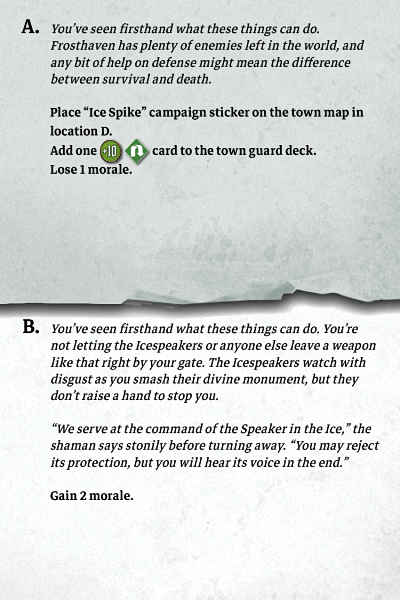 A. You’ve seen firsthand what these things can do.
Frosthaven has plenty of enemies left in the world, and
any bit of help on defense might mean the difference
between survival and death.
Place “Ice Spike” campaign sticker on the town map in
location D.
Add one +10 card to the town guard deck.
Lose 1 morale.
B. You’ve seen firsthand what these things can do. You’re
not letting the Icespeakers or anyone else leave a weapon
like that right by your gate. The Icespeakers watch with
disgust as you smash their divine monument, but they
don’t raise a hand to stop you.
“We serve at the command of the Speaker in the Ice,” the
shaman says stonily before turning away. “You may reject
its protection, but you will hear its voice in the end.”
Gain 2 morale.